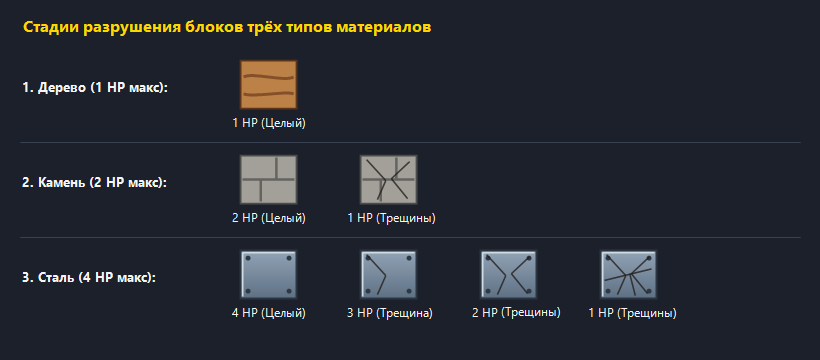 Стадии разрушения блоков трёх типов материалов
1. Дерево (1 HP макс):
1 HP (Целый)
2. Камень (2 HP макс):
2 HP (Целый)
1 HP (Трещины)
3. Сталь (4 HP макс):
4 HP (Целый)
3 HP (Трещина)
2 HP (Трещины)
1 HP (Трещины)